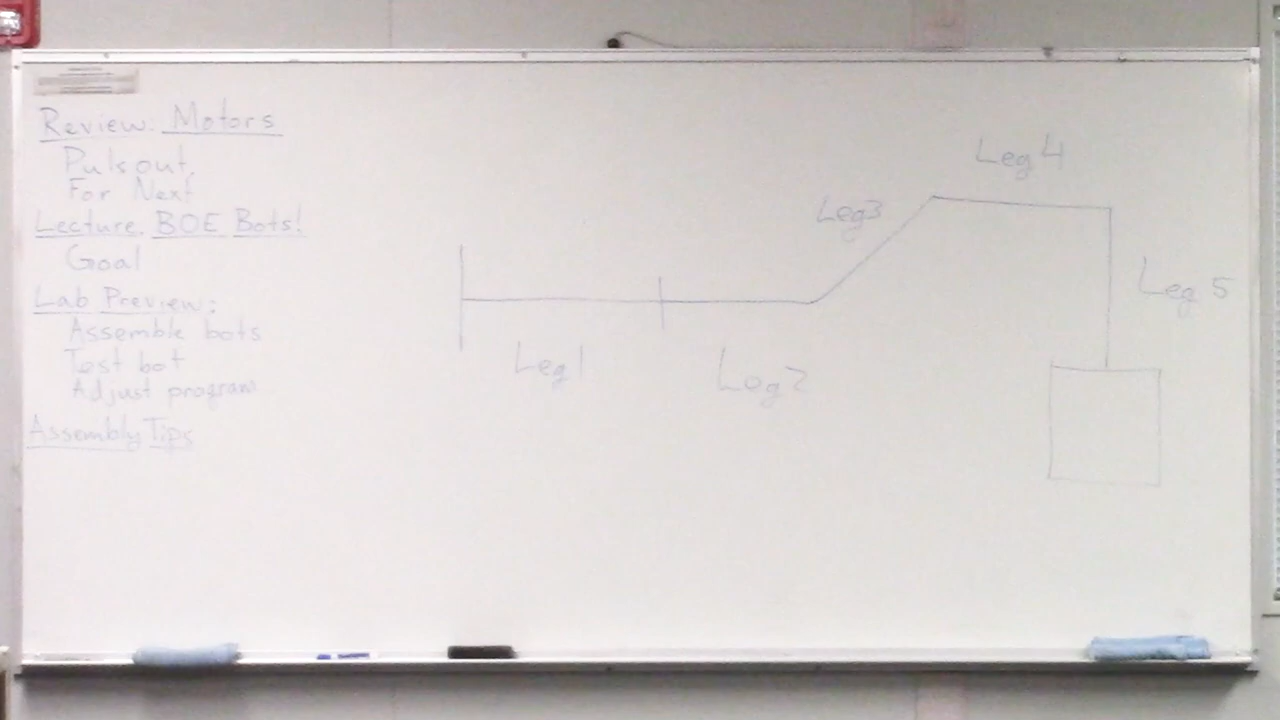 Review: Motors
Pulsout,
For Next
Lecture. BOE Bots!
Goal
Lab Preview:
Assemble bots
Test bot
Adjust program
Assembly Tips
Leg 4
Leg3
Leg 5
Leg1
Leg2